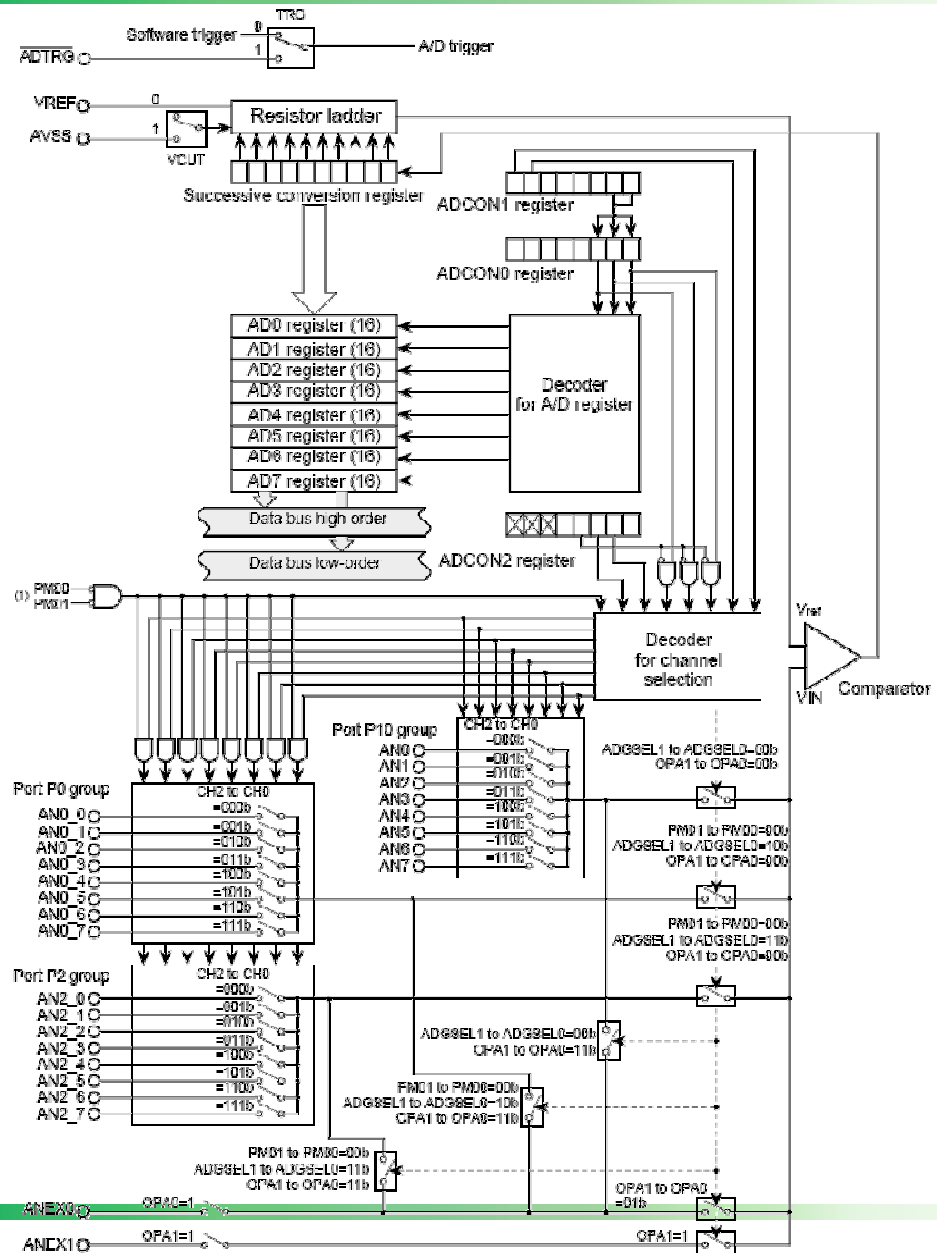 TRG
Software trigger
0
ADTRG
1
A/D trigger
VREF
0
Resistor ladder
AVSS
1
VCUT
Successive conversion register
ADCON1 register
ADCON0 register
AD0 register (16)
AD1 register (16)
AD2 register (16)
AD3 register (16)
AD4 register (16)
AD5 register (16)
AD6 register (16)
AD7 register (16)
Decoder
for A/D register
Data bus high order
Data bus low-order
ADCON2 register
(1) PM00
PM01
Decoder
for channel
selection
Vref
VIN
Comparator
Port P10 group
CH2 to CH0
AN0
=000b
AN1
=001b
AN2
=010b
AN3
=011b
AN4
=100b
AN5
=101b
AN6
=110b
AN7
=111b
ADGSEL1 to ADGSEL0=00b
OPA1 to OPA0=00b
Port P0 group
CH2 to CH0
AN0_0
=000b
AN0_1
=001b
AN0_2
=010b
AN0_3
=011b
AN0_4
=100b
AN0_5
=101b
AN0_6
=110b
AN0_7
=111b
PM01 to PM00=00b
ADGSEL1 to ADGSEL0=10b
OPA1 to OPA0=00b
PM01 to PM00=00b
ADGSEL1 to ADGSEL0=11b
OPA1 to OPA0=00b
Port P2 group
CH2 to CH0
AN2_0
=000b
AN2_1
=001b
AN2_2
=010b
AN2_3
=011b
AN2_4
=100b
AN2_5
=101b
AN2_6
=110b
AN2_7
=111b
ADGSEL1 to ADGSEL0=00b
OPA1 to OPA0=11b
PM01 to PM00=00b
ADGSEL1 to ADGSEL0=10b
OPA1 to OPA0=11b
PM01 to PM00=00b
ADGSEL1 to ADGSEL0=11b
OPA1 to OPA0=11b
OPA1 to OPA0
=01b
ANEX0
OPA0=1
ANEX1
OPA1=1
OPA1=1